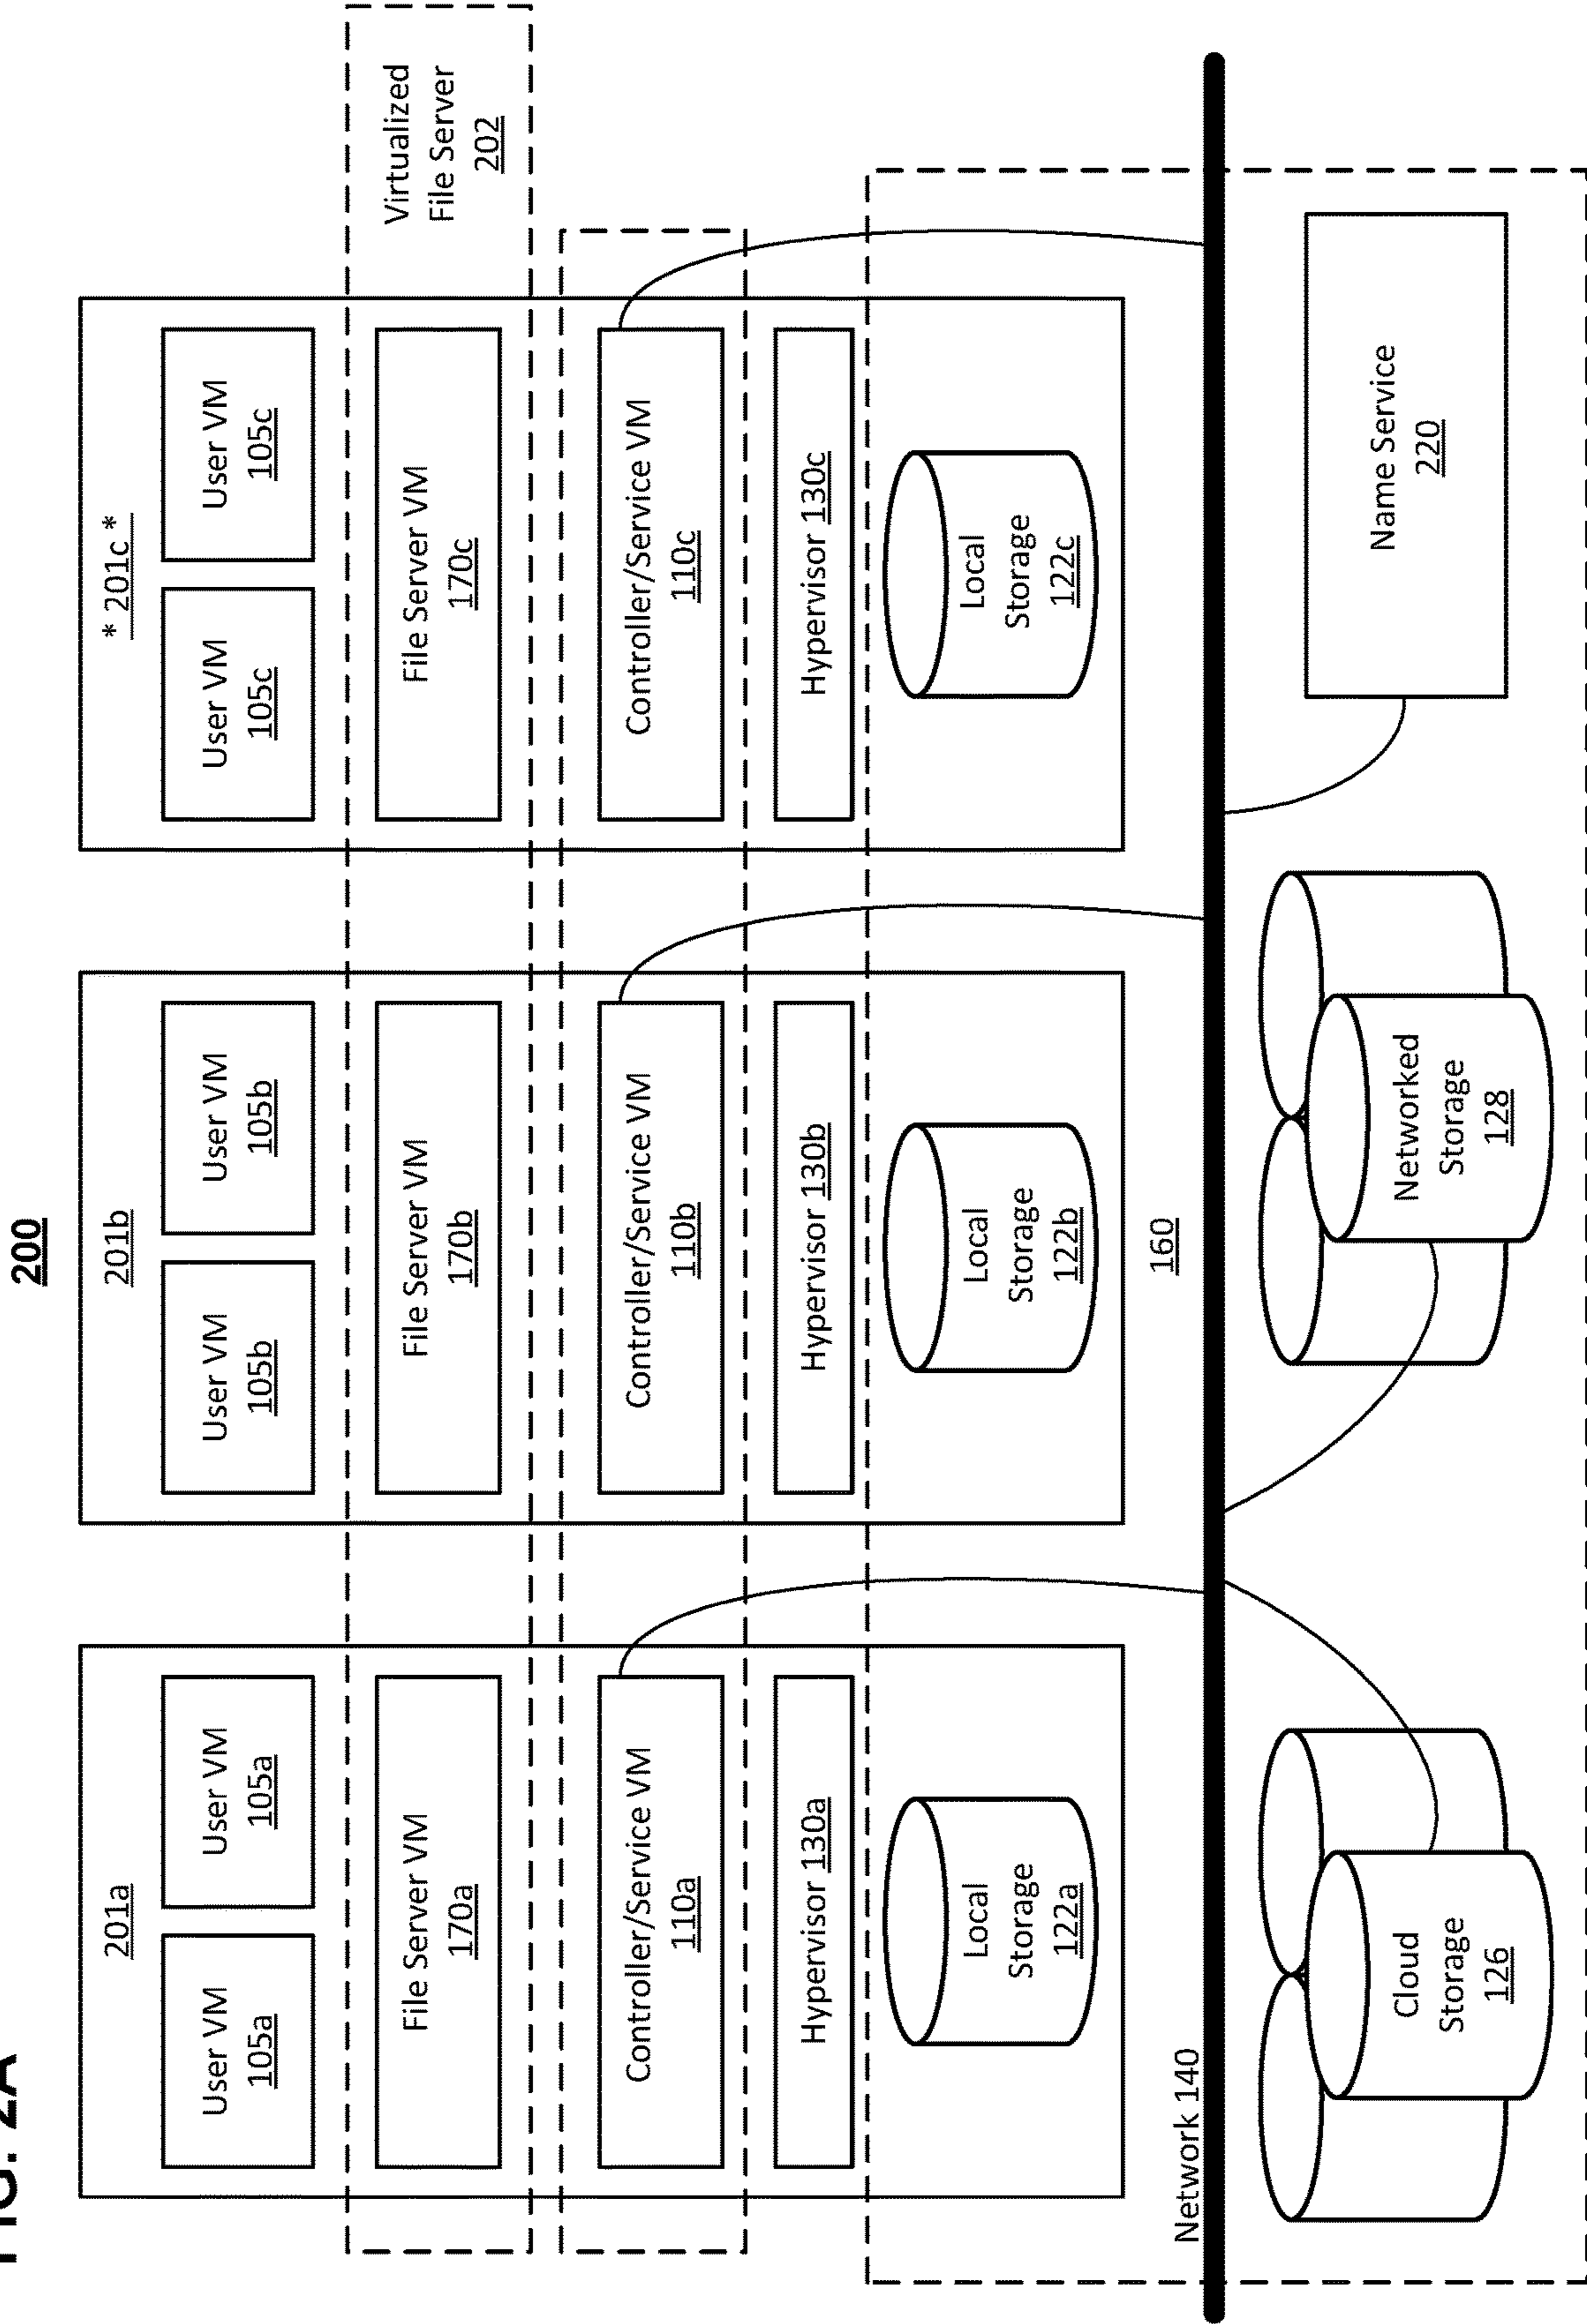 FIG. 2A
200
201a
User VM
105a
User VM
105a
File Server VM
170a
Controller/Service VM
110a
Hypervisor 130a
Local
Storage
122a
201b
User VM
105b
User VM
105b
File Server VM
170b
Controller/Service VM
110b
Hypervisor 130b
Local
Storage
122b
* 201c *
User VM
105c
User VM
105c
File Server VM
170c
Controller/Service VM
110c
Hypervisor 130c
Local
Storage
122c
Virtualized
File Server
202
160
Network 140
Cloud
Storage
126
Networked
Storage
128
Name Service
220